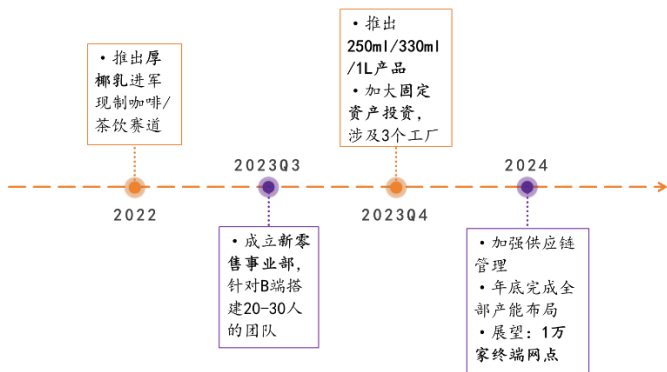 • 推出厚
椰乳进军
现制咖啡/
茶饮赛道
2022
2023Q3
• 成立新零
售事业部，
针对B端搭
建20-30人
的团队
• 推出
250ml/330ml
/1L产品
• 加大固定
资产投资，
涉及3个工厂
2023Q4
2024
• 加强供应链
管理
• 年底完成全
部产能布局
• 展望：1万
家终端网点